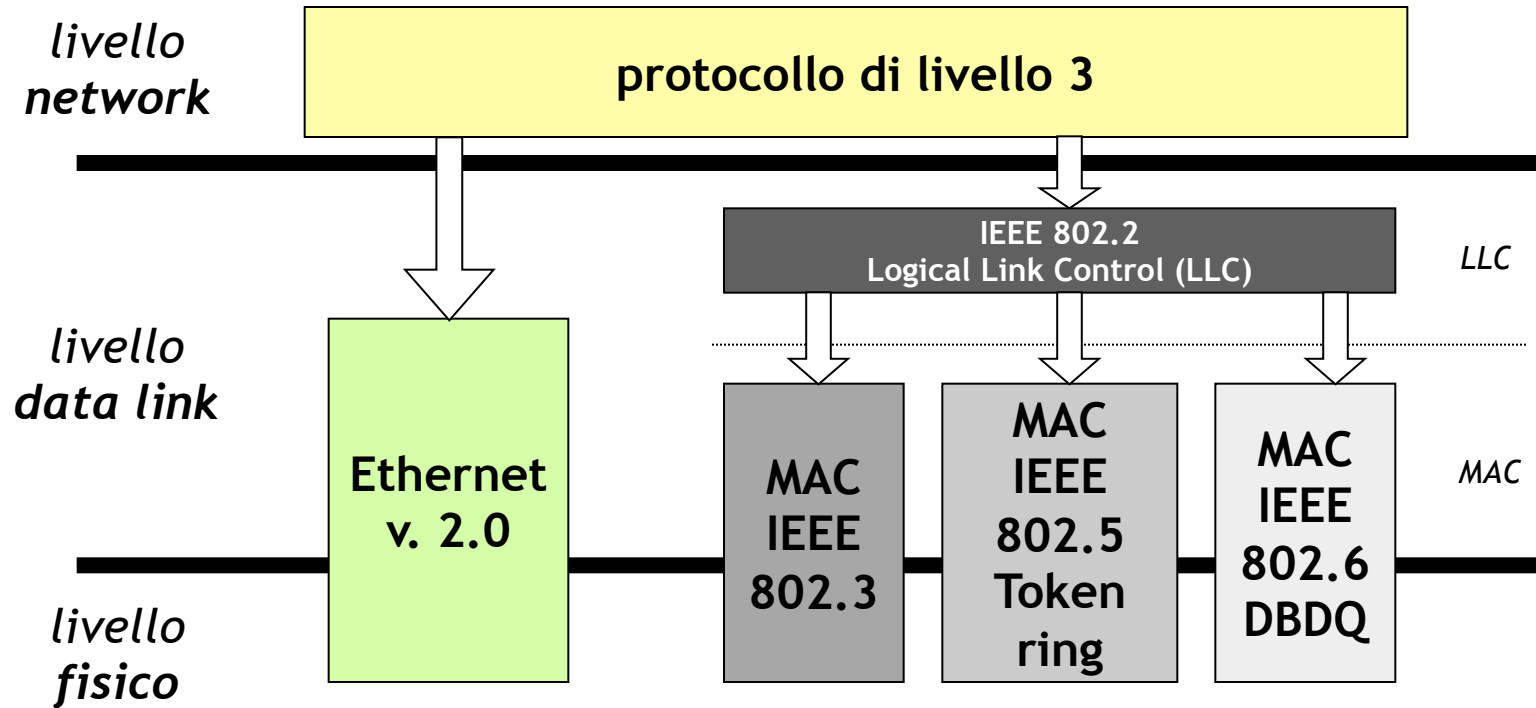 livello
network
protocollo di livello 3
IEEE 802.2
Logical Link Control (LLC)
LLC
livello
data link
Ethernet
v. 2.0
MAC
IEEE
802.3
MAC
IEEE
802.5
Token
ring
MAC
IEEE
802.6
DBDQ
MAC
livello
fisico